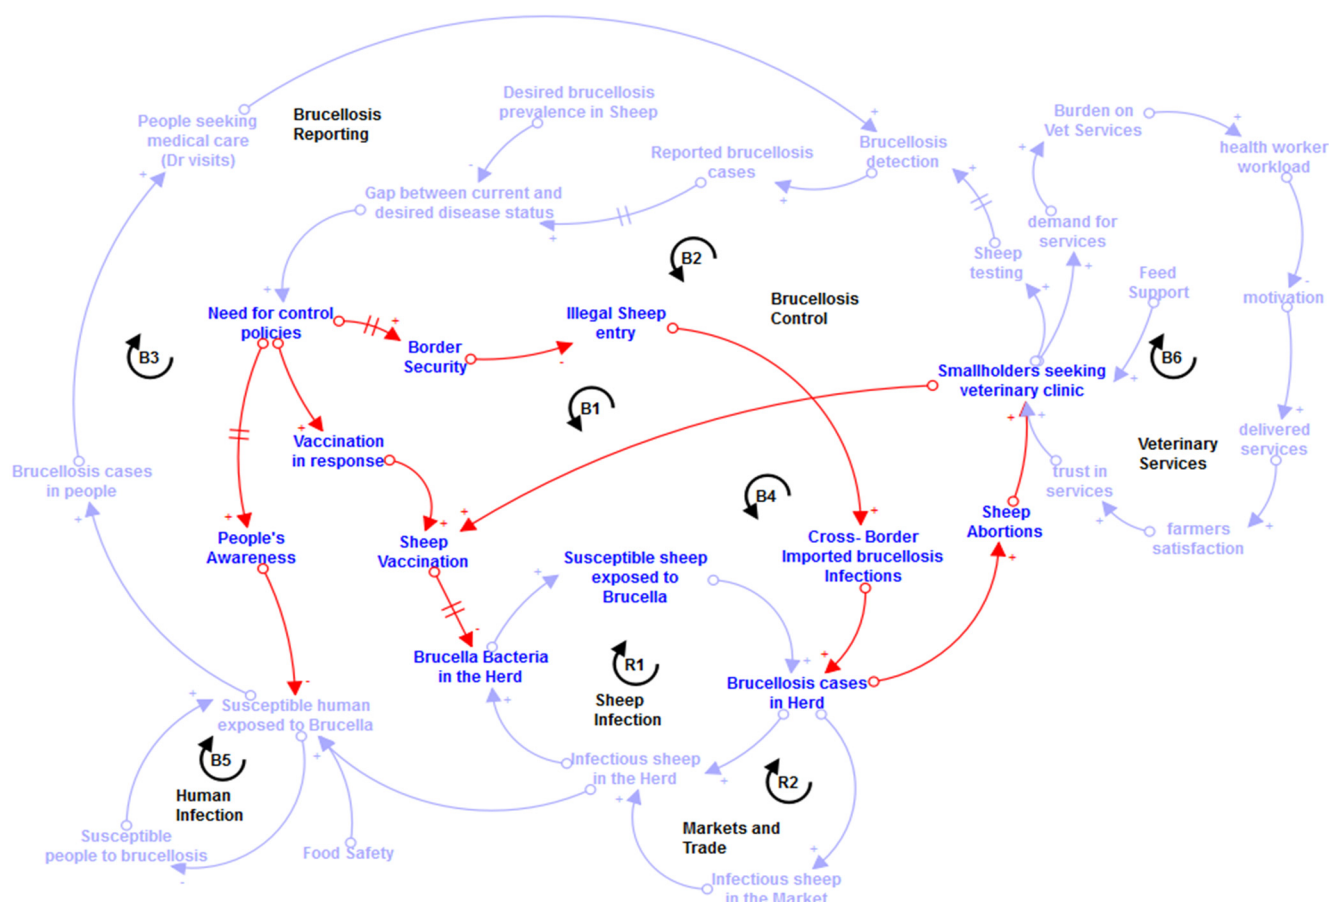 People seeking
medical care
(Dr visits)
Brucellosis
Reporting
Desired brucellosis
prevalence in Sheep
Reported brucellosis
cases
Brucellosis
detection
Burden on
Vet Services
health worker
workload
Gap between current and
desired disease status
demand for
services
Sheep
testing
Feed
Support
motivation
B2
Need for control
policies
Illegal Sheep
entry
Brucellosis
Control
Border
Security
B3
B1
Smallholders seeking
veterinary clinic
B6
Vaccination
in response
delivered
services
Veterinary
Services
Brucellosis cases
in people
trust in
services
B4
Sheep
Abortions
farmers
satisfaction
People's
Awareness
Sheep
Vaccination
Cross- Border
Imported brucellosis
Infections
Susceptible sheep
exposed to
Brucella
Brucella Bacteria
in the Herd
R1
Sheep
Infection
Brucellosis cases
in Herd
Susceptible human
exposed to Brucella
B5
Human
Infection
Infectious sheep
in the Herd
R2
Markets and
Trade
Susceptible
people to brucellosis
Food Safety
Infectious sheep
in the Market